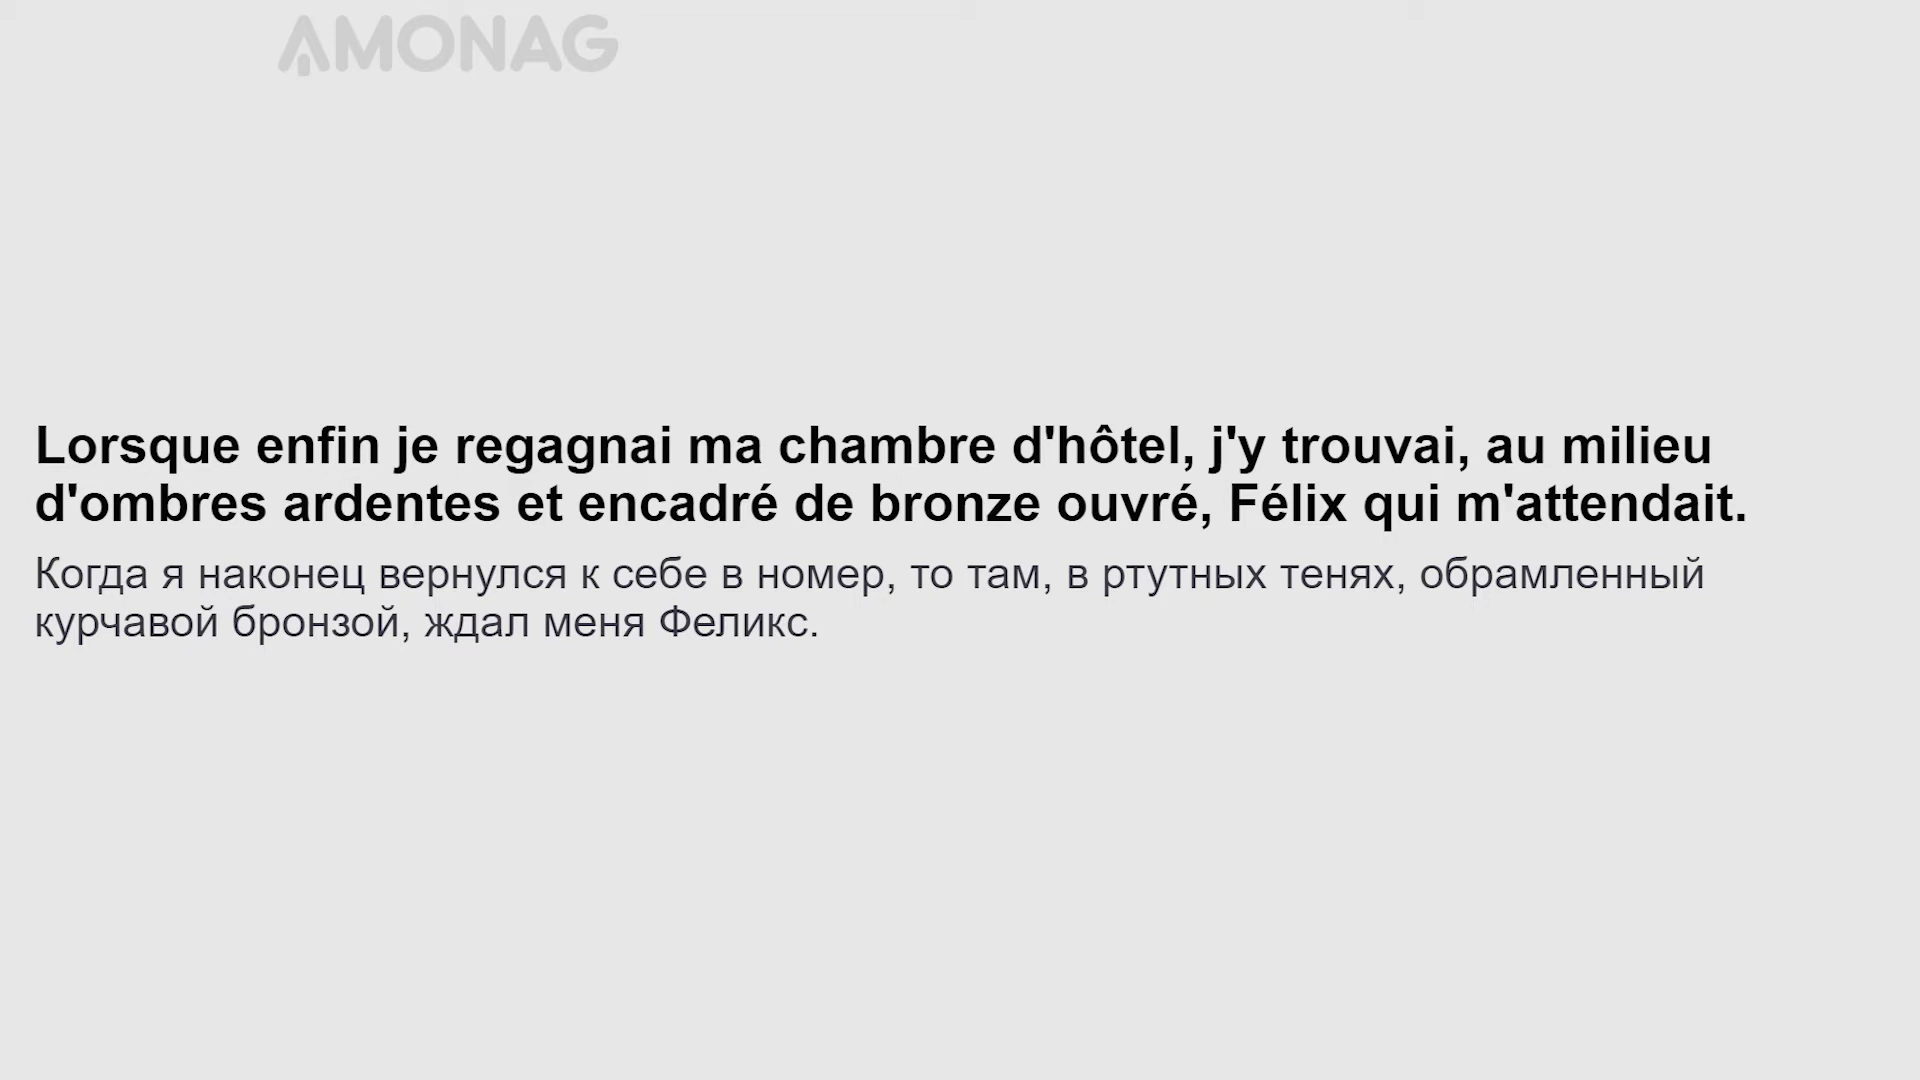 AMONAG
Lorsque enfin je regagnai ma chambre d'hôtel, j'y trouvai, au milieu
d'ombres ardentes et encadré de bronze ouvré, Félix qui m'attendait.
Когда я наконец вернулся к себе в номер, то там, в ртутных тенях, обрамленный
курчавой бронзой, ждал меня Феликс.